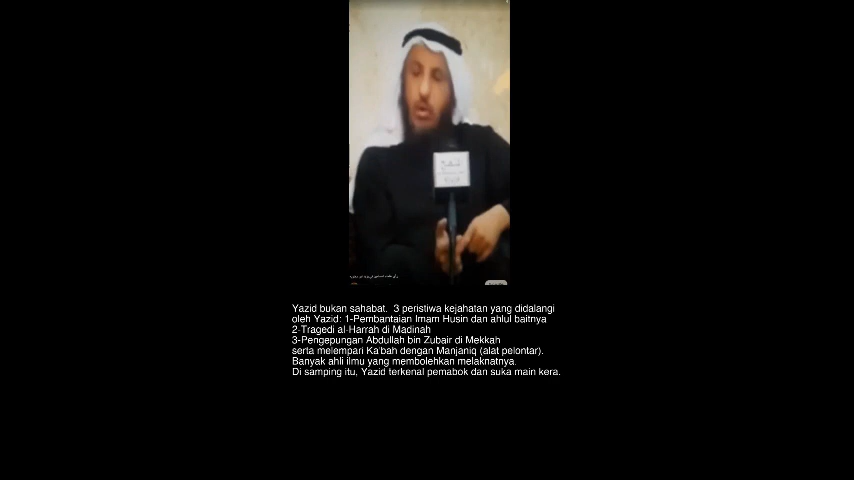 Yazid bukan sahabat.  3 peristiwa kejahatan yang didalangi
oleh Yazid: 1-Pembantaian Imam Husin dan ahlul baitnya
2-Tragedi al-Harrah di Madinah
3-Pengepungan Abdullah bin Zubair di Mekkah
serta melempari Ka'bah dengan Manjaniq (alat pelontar).
Banyak ahli ilmu yang membolehkan melaknatnya.
Di samping itu, Yazid terkenal pemabok dan suka main kera.